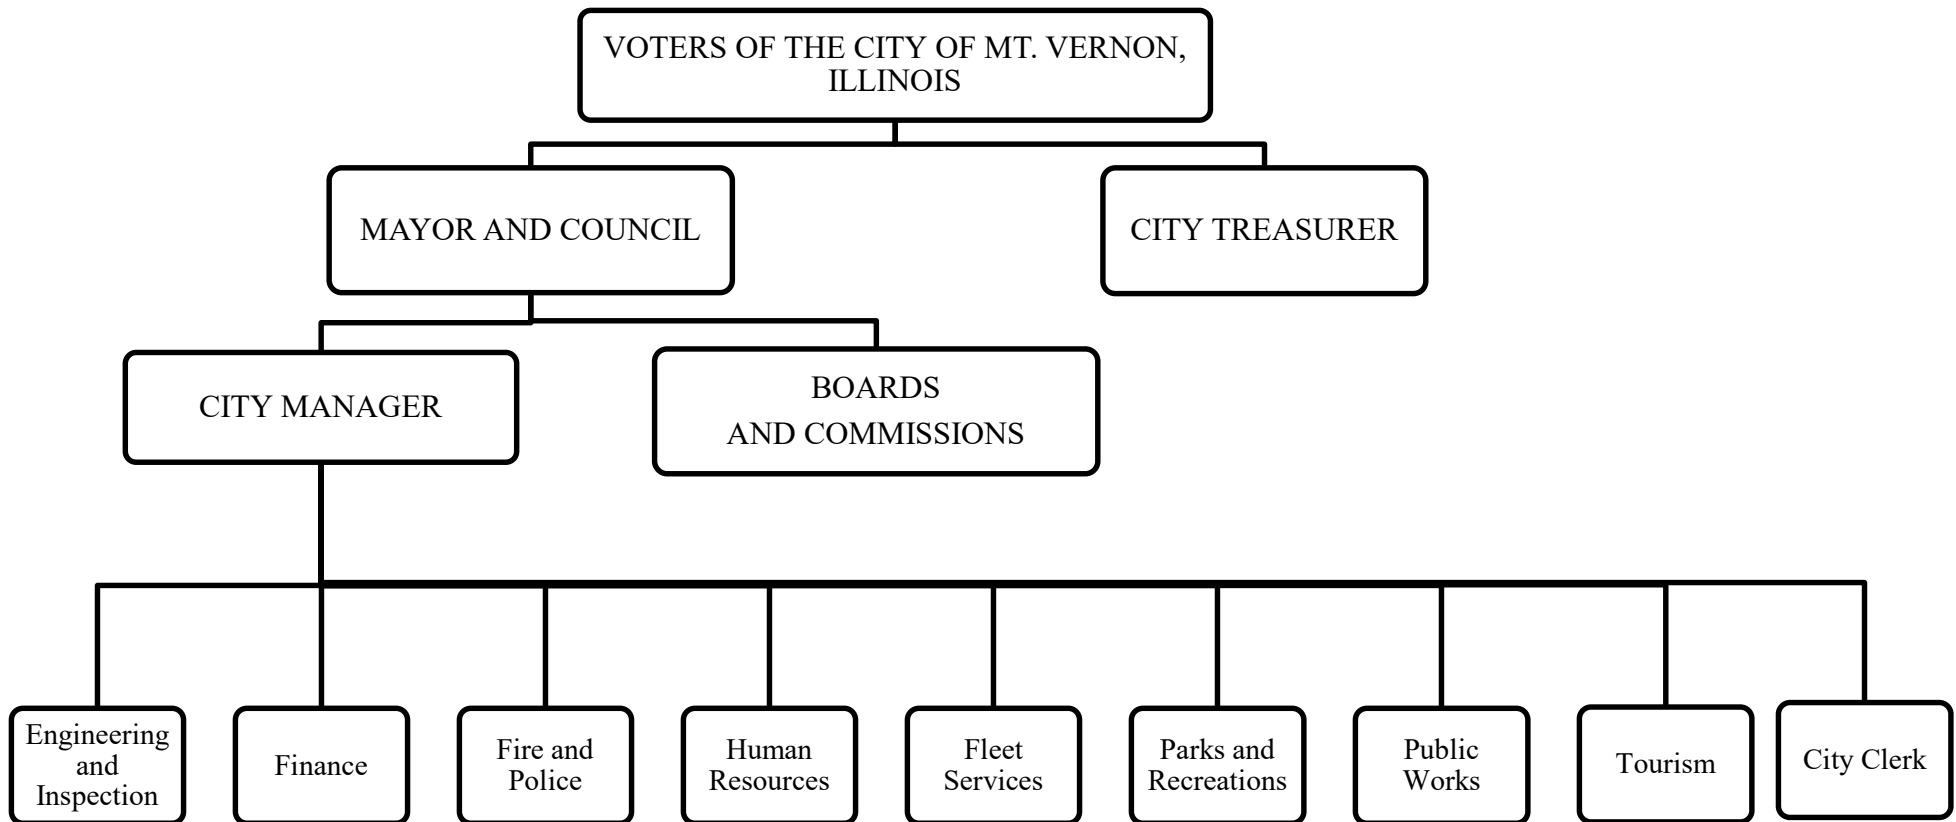 VOTERS OF THE CITY OF MT. VERNON,
ILLINOIS
MAYOR AND COUNCIL
CITY TREASURER
CITY MANAGER
BOARDS
AND COMMISSIONS
Engineering
and
Inspection
Finance
Fire and
Police
Human
Resources
Fleet
Services
Parks and
Recreations
Public
Works
Tourism
City Clerk